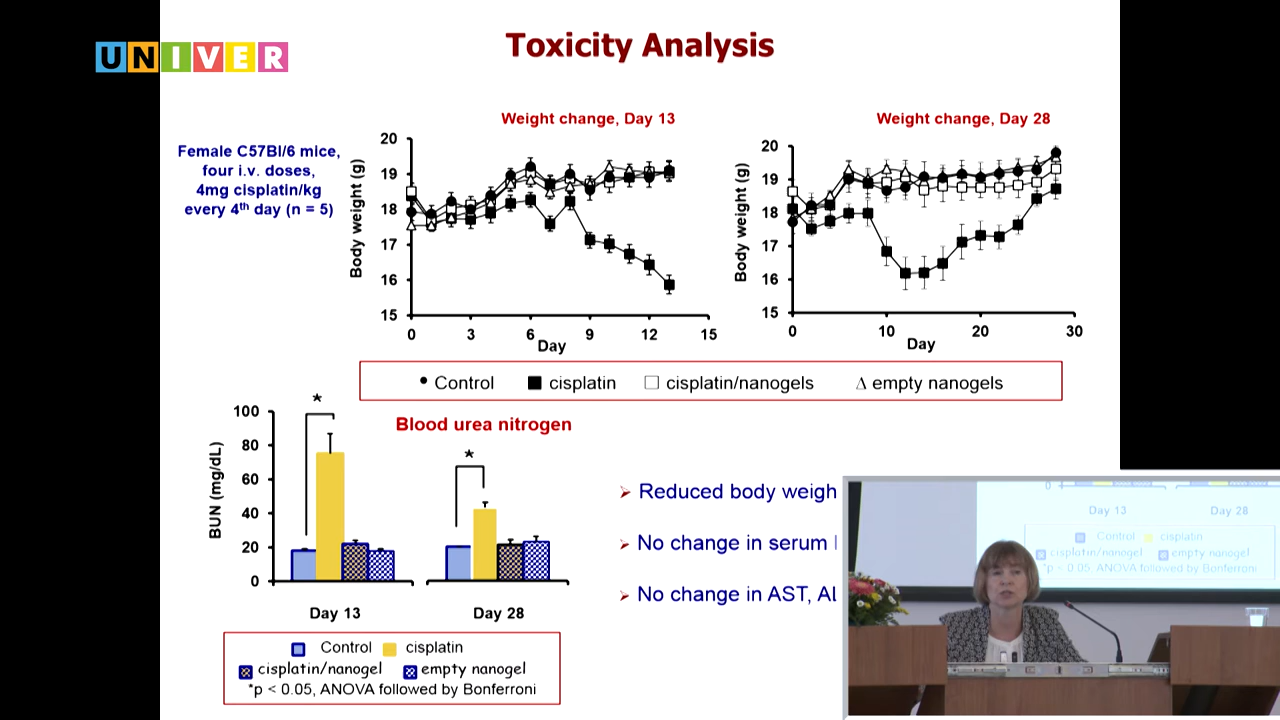 UNIVER
Toxicity Analysis
Female C57Bl/6 mice,
four i.v. doses,
4mg cisplatin/kg
every 4th day (n = 5)
Weight change, Day 13
Body weight (g)
20
19
18
17
16
15
0
3
6
9
12
15
Day
Weight change, Day 28
Body weight (g)
20
19
18
17
16
15
0
10
20
30
Day
Control
cisplatin
cisplatin/nanogels
Δ empty nanogels
Blood urea nitrogen
BUN (mg/dL)
100
80
60
40
20
0
*
*
Day 13
Day 28
Control
cisplatin
cisplatin/nanogel
empty nanogel
*p < 0.05, ANOVA followed by Bonferroni
Reduced body weigh
No change in serum
No change in AST,
0
Day 13
Day 28
Control
cisplatin
cisplatin/nanogel
empty nanogel
*p < 0.05, ANOVA followed by Bonferroni